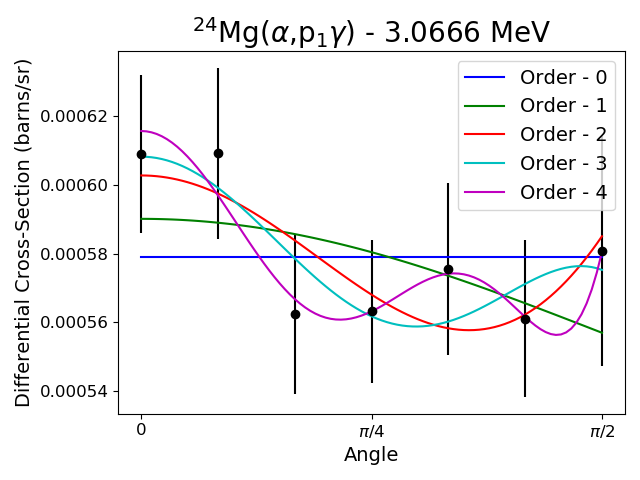 ²⁴Mg(α,p₁γ) - 3.0666 MeV
Differential Cross-Section (barns/sr)
0.00062
0.00060
0.00058
0.00056
0.00054
Order - 0
Order - 1
Order - 2
Order - 3
Order - 4
0 π/4 π/2
Angle